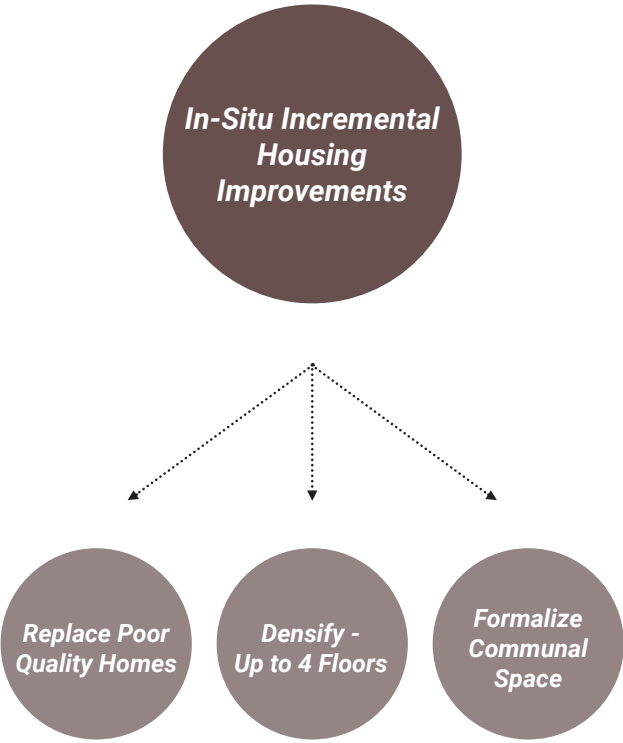 In-Situ Incremental
Housing
Improvements
Replace Poor
Quality Homes
Densify -
Up to 4 Floors
Formalize
Communal
Space